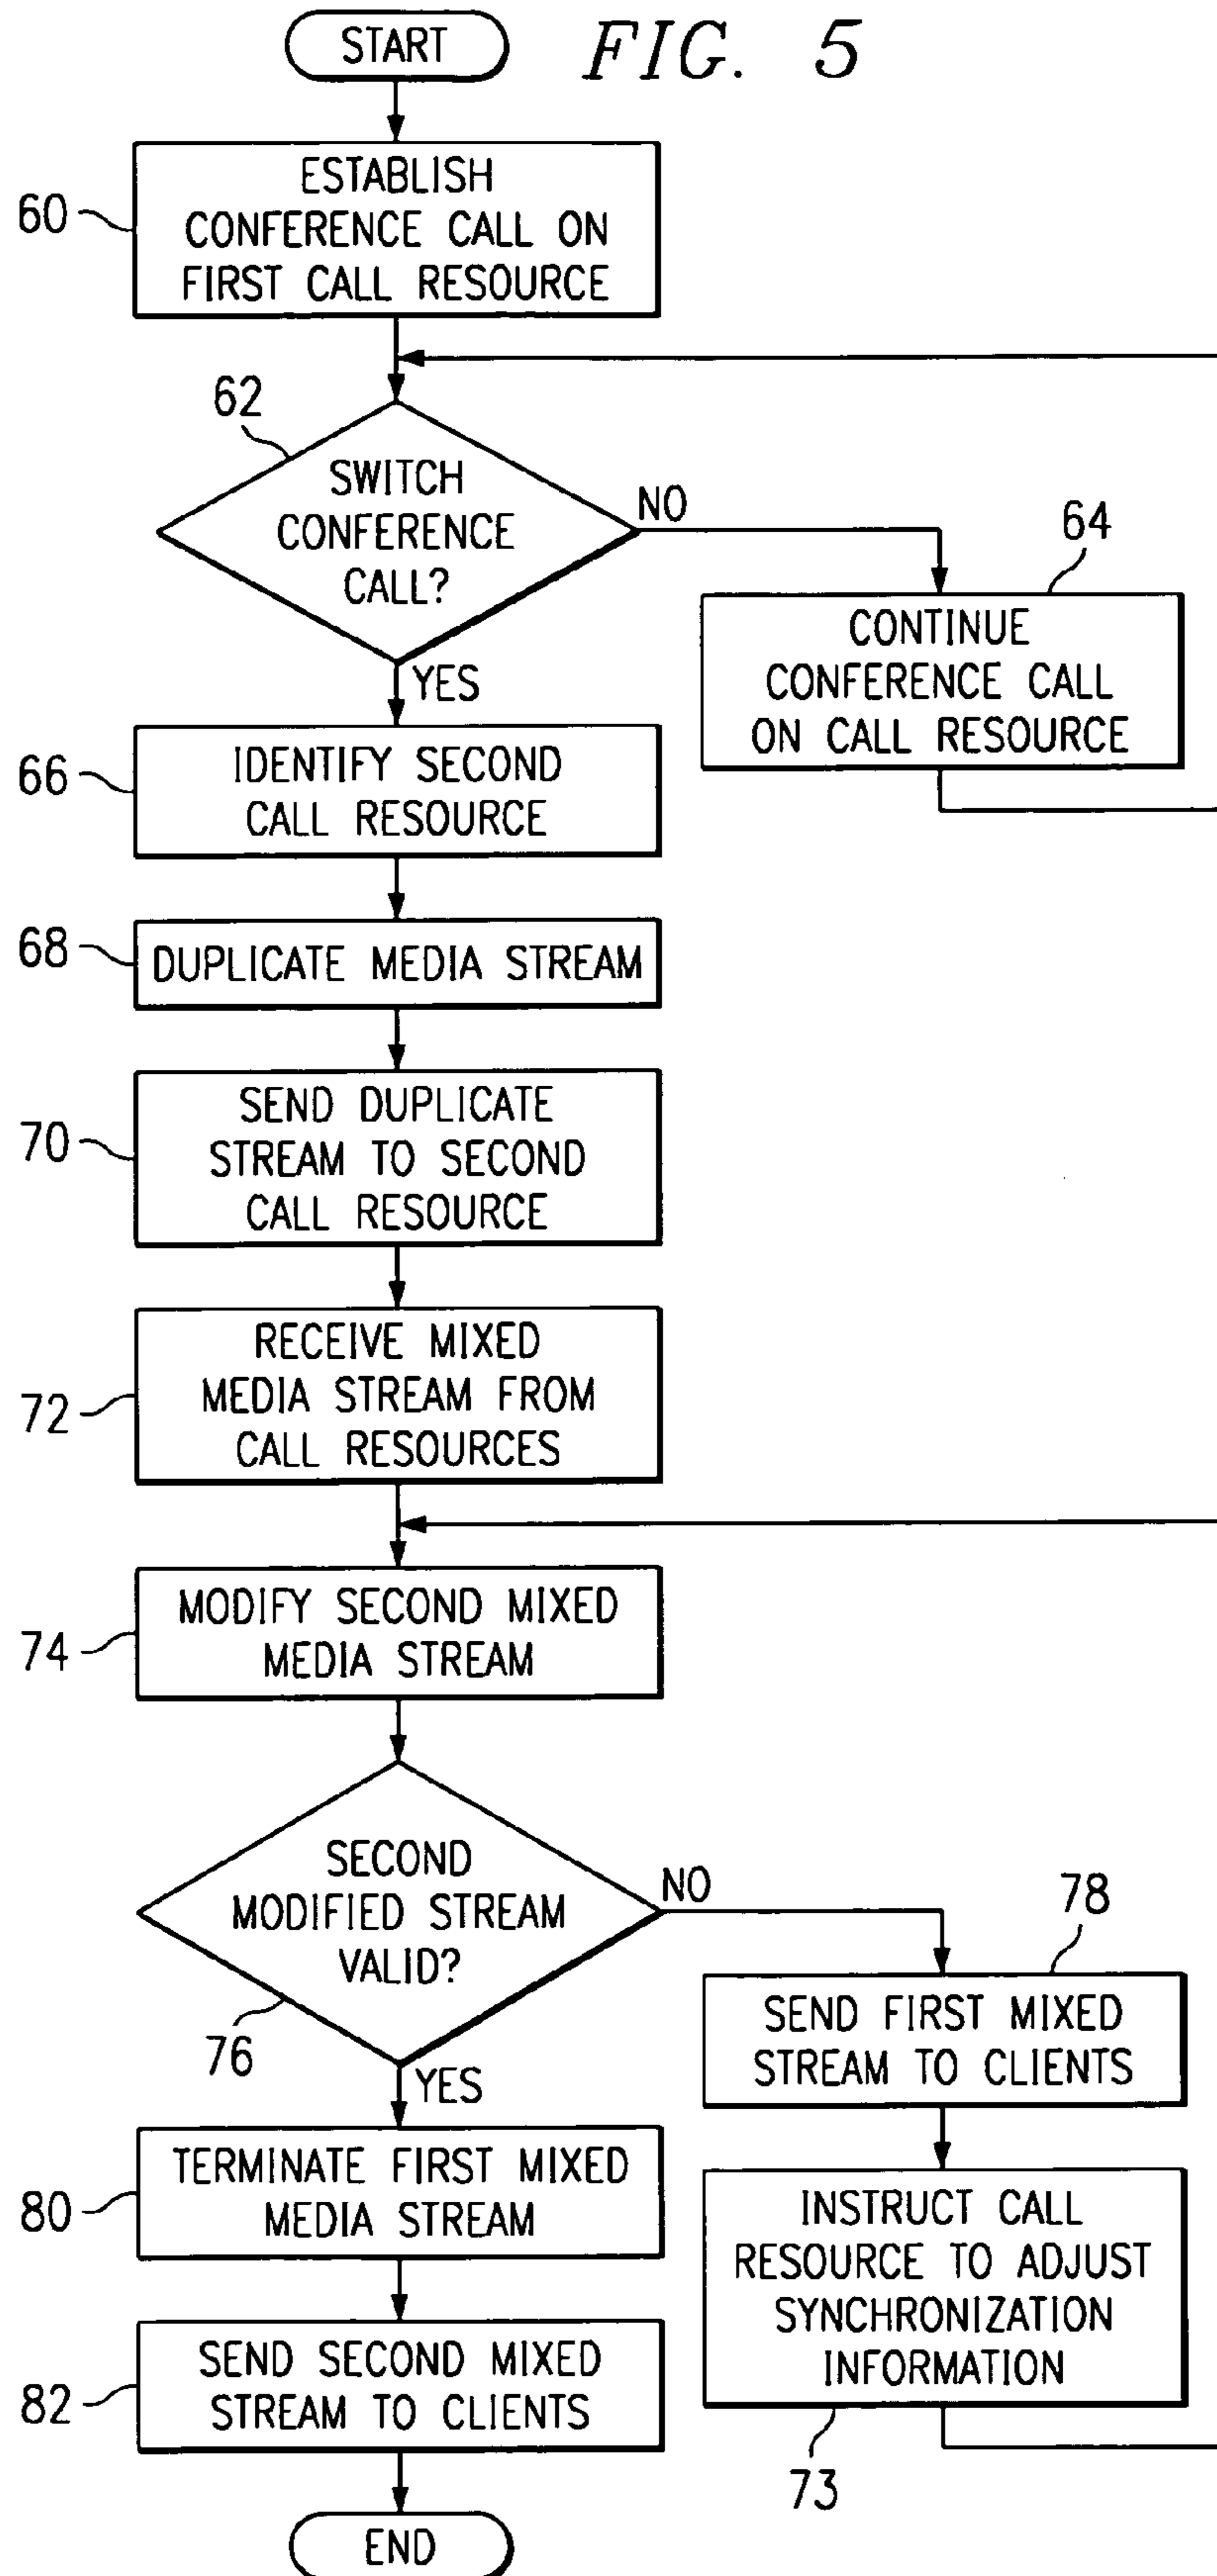 START
FIG. 5
ESTABLISH
CONFERENCE CALL ON
FIRST CALL RESOURCE
60
62
SWITCH
CONFERENCE
CALL?
NO
64
CONTINUE
CONFERENCE CALL
ON CALL RESOURCE
YES
66
IDENTIFY SECOND
CALL RESOURCE
68
DUPLICATE MEDIA STREAM
70
SEND DUPLICATE
STREAM TO SECOND
CALL RESOURCE
72
RECEIVE MIXED
MEDIA STREAM FROM
CALL RESOURCES
74
MODIFY SECOND MIXED
MEDIA STREAM
SECOND
MODIFIED STREAM
VALID?
76
NO
78
SEND FIRST MIXED
STREAM TO CLIENTS
YES
80
TERMINATE FIRST MIXED
MEDIA STREAM
INSTRUCT CALL
RESOURCE TO ADJUST
SYNCHRONIZATION
INFORMATION
73
82
SEND SECOND MIXED
STREAM TO CLIENTS
END